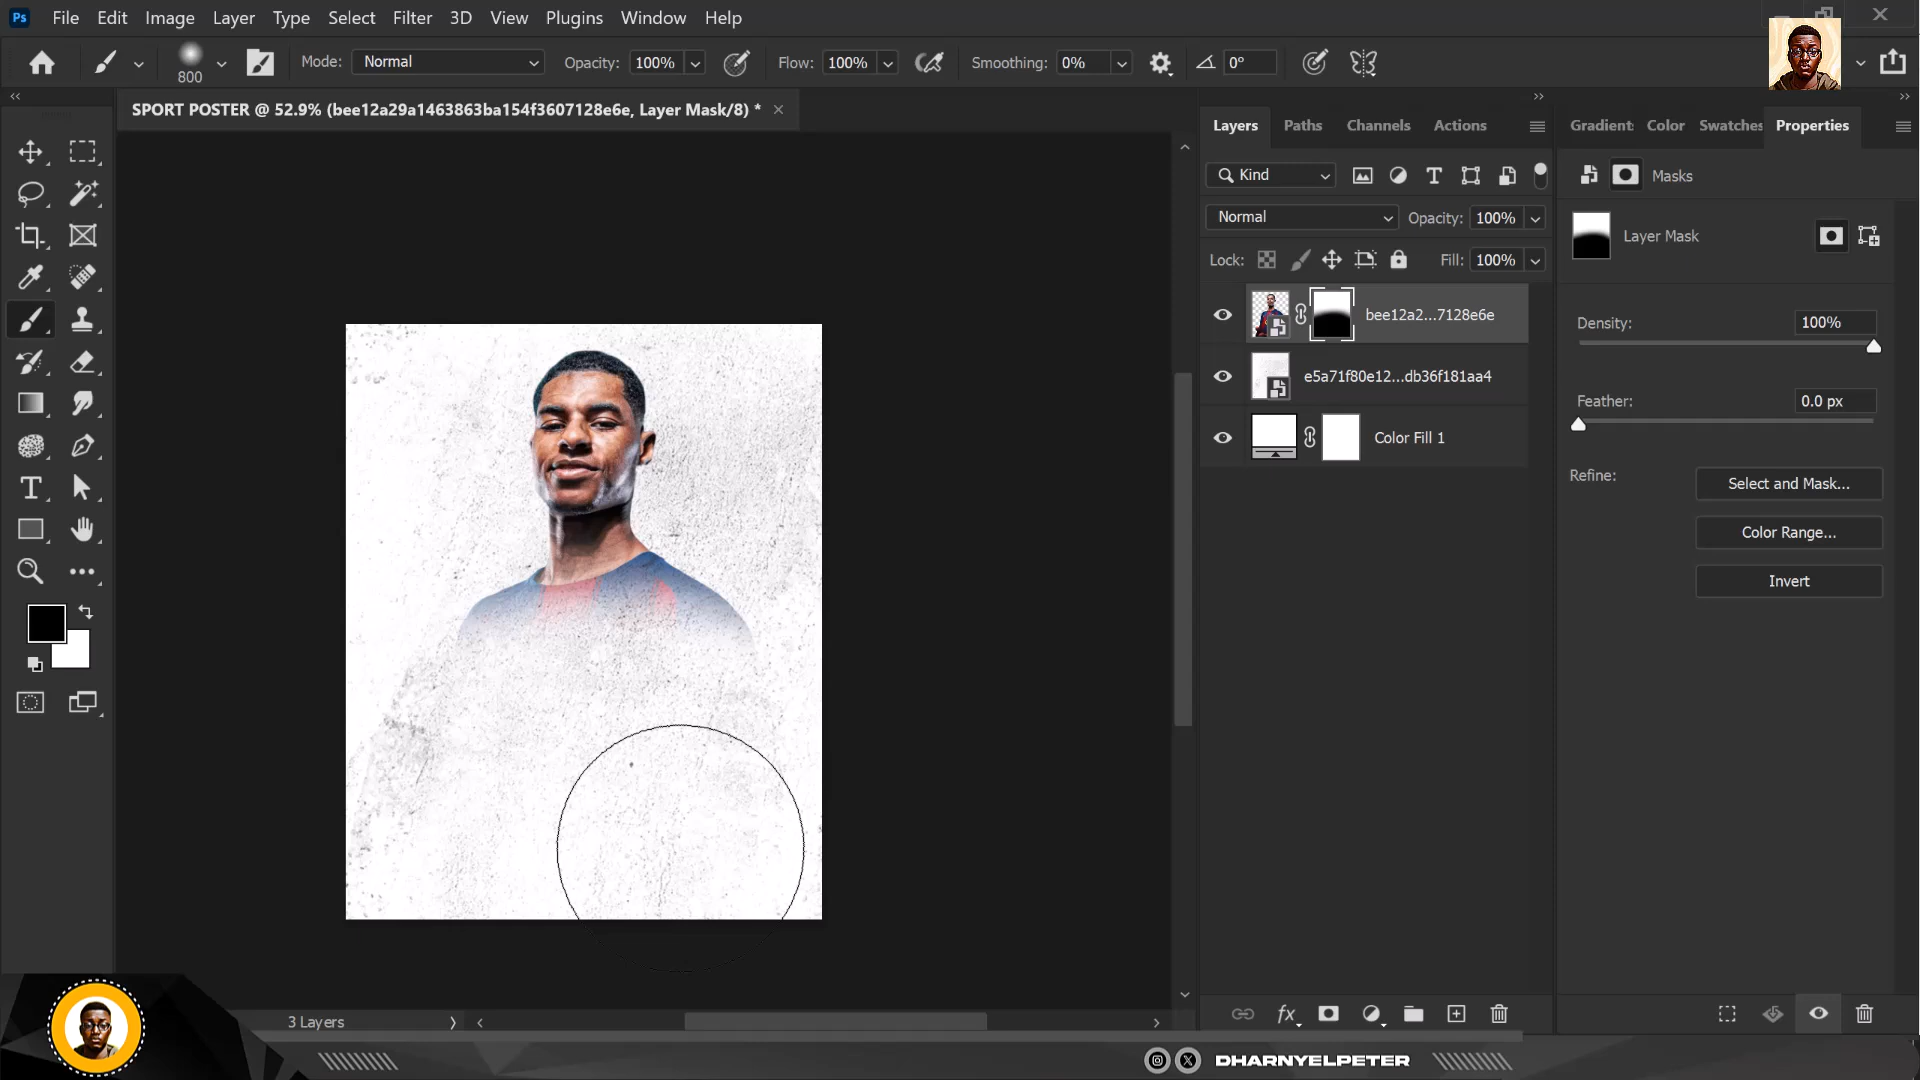 Ps File Edit Image Layer Type Select Filter 3D View Plugins Window Help
800 Mode: Normal Opacity: 100% Flow: 100% Smoothing: 0% 0°
SPORT POSTER @ 52.9% (bee12a29a1463863ba154f3607128e6e, Layer Mask/8) *
Layers Paths Channels Actions
Gradient: Color Swatches Properties
Kind
Masks
Normal Opacity: 100%
Layer Mask
Lock: Fill: 100%
bee12a2...7128e6e
Density: 100%
e5a71f80e12...db36f181aa4
Feather: 0.0 px
Color Fill 1
Refine: Select and Mask...
Color Range...
Invert
T
3 Layers
fx
DHARNYELPETER